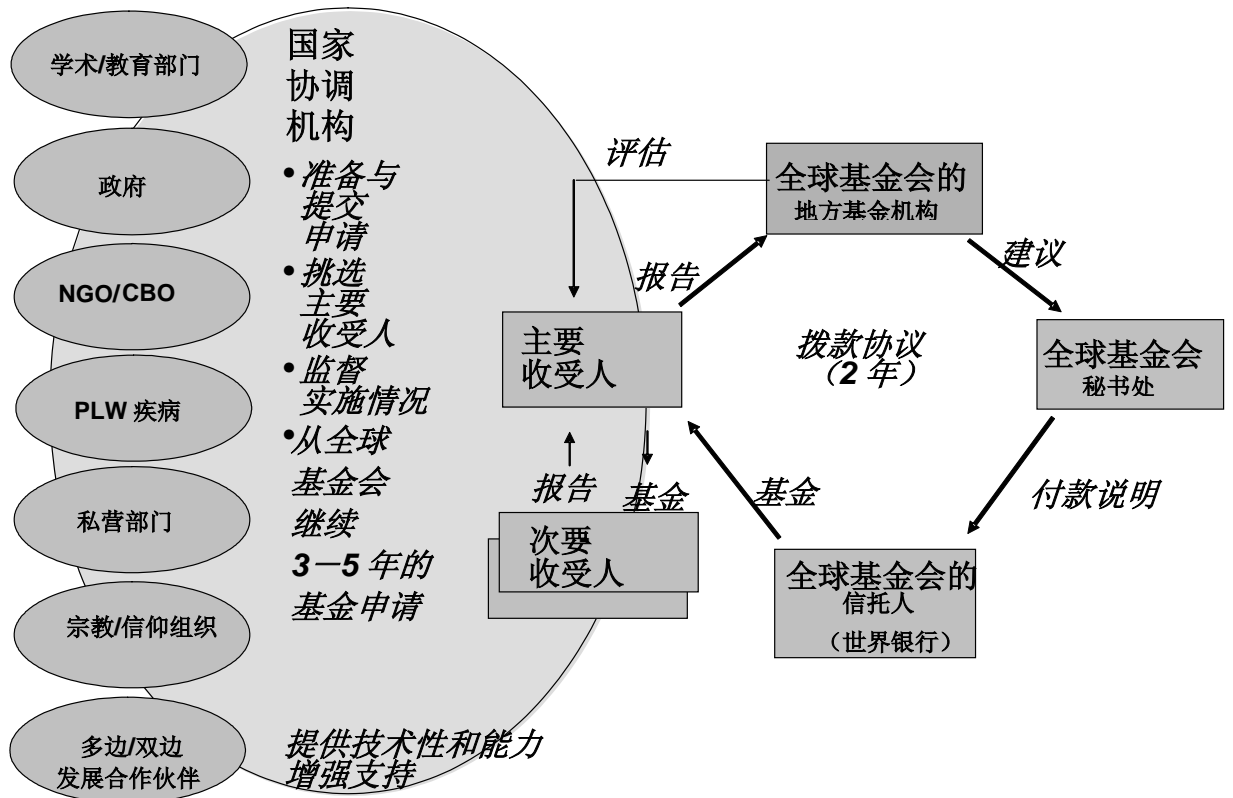 学术/教育部门
政府
NGO/CBO
PLW 疾病
私营部门
宗教/信仰组织
多边/双边
发展合作伙伴
国家
协调
机构
•准备与
提交
申请
•挑选
主要
收受人
•监督
实施情况
•从全球
基金会
继续
3－5 年的
基金申请
提供技术性和能力
增强支持
评估
全球基金会的
地方基金机构
报告
建议
主要
收受人
拨款协议
（2 年）
全球基金会
秘书处
报告
基金
基金
付款说明
次要
收受人
全球基金会的
信托人
（世界银行）